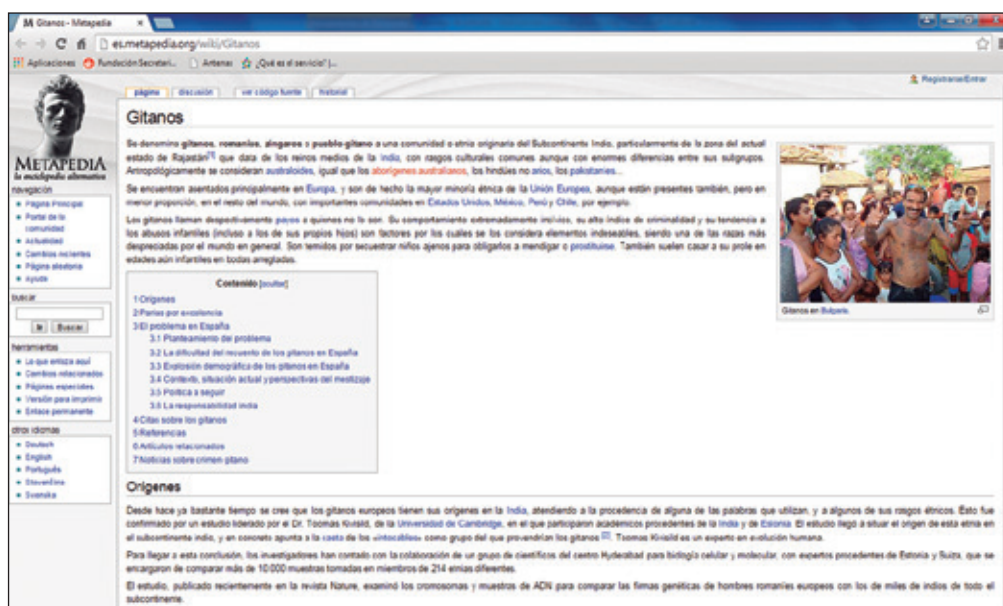 Gitanos - Metapedia
es.metapedia.org/wiki/Gitanos
Aplicaciones
Fundación Secretari...
Antenas
¿Qué es el servicio? |...
Registrarse/Entrar
página
discusión
ver código fuente
historial
METAPEDIA
la enciclopedia alternativa
navegación
Página Principal
Portal de la
comunidad
Actualidad
Cambios recientes
Página aleatoria
Ayuda
buscar
Ir
Buscar
herramientas
Lo que enlaza aquí
Cambios relacionados
Páginas especiales
Versión para imprimir
Enlace permanente
otros idiomas
Deutsch
English
Português
Slovenčina
Svenska
Gitanos
Se denomina gitanos, romaníes, zíngaros o pueblo gitano a una comunidad o etnia originaria del Subcontinente Indio, particularmente de la zona del actual
estado de Rajastán[1] que data de los reinos medios de la India, con rasgos culturales comunes aunque con enormes diferencias entre sus subgrupos.
Antropológicamente se consideran australoides, igual que los aborígenes australianos, los hindúes no arios, los pakistaníes...
Se encuentran asentados principalmente en Europa, y son de hecho la mayor minoría étnica de la Unión Europea, aunque están presentes también, pero en
menor proporción, en el resto del mundo, con importantes comunidades en Estados Unidos, México, Perú y Chile, por ejemplo.
Los gitanos llaman despectivamente payos a quienes no lo son. Su comportamiento extremadamente incívico, su alto índice de criminalidad y su tendencia a
los abusos infantiles (incluso a los de sus propios hijos) son factores por los cuales se los considera elementos indeseables, siendo una de las razas más
despreciadas por el mundo en general. Son temidos por secuestrar niños ajenos para obligarlos a mendigar o prostituirse. También suelen casar a su prole en
edades aún infantiles en bodas arregladas.
Gitanos en Bulgaria.
Contenido [ocultar]
1 Orígenes
2 Parias por excelencia
3 El problema en España
3.1 Planteamiento del problema
3.2 La dificultad del recuento de los gitanos en España
3.3 Explosión demográfica de los gitanos en España
3.4 Contexto, situación actual y perspectivas del mestizaje
3.5 Política a seguir
3.6 La responsabilidad india
4 Citas sobre los gitanos
5 Referencias
6 Artículos relacionados
7 Noticias sobre crimen gitano
Orígenes
Desde hace ya bastante tiempo se cree que los gitanos europeos tienen sus orígenes en la India, atendiendo a la procedencia de alguna de las palabras que utilizan, y a algunos de sus rasgos étnicos. Esto fue
confirmado por un estudio liderado por el Dr. Toomas Kivisild, de la Universidad de Cambridge, en el que participaron académicos procedentes de la India y de Estonia. El estudio llegó a situar el origen de esta etnia en
el subcontinente indio, y en concreto apunta a la casta de los «intocables» como grupo del que provendrían los gitanos [2]. Toomas Kivisild es un experto en evolución humana.
Para llegar a esta conclusión, los investigadores han contado con la colaboración de un grupo de científicos del centro Hyderabad para biología celular y molecular, con expertos procedentes de Estonia y Suiza, que se
encargaron de comparar más de 10.000 muestras tomadas en miembros de 214 etnias diferentes.
El estudio, publicado recientemente en la revista Nature, examinó los cromosomas y muestras de ADN para comparar las firmas genéticas de hombres romaníes europeos con los de miles de indios de todo el
subcontinente.